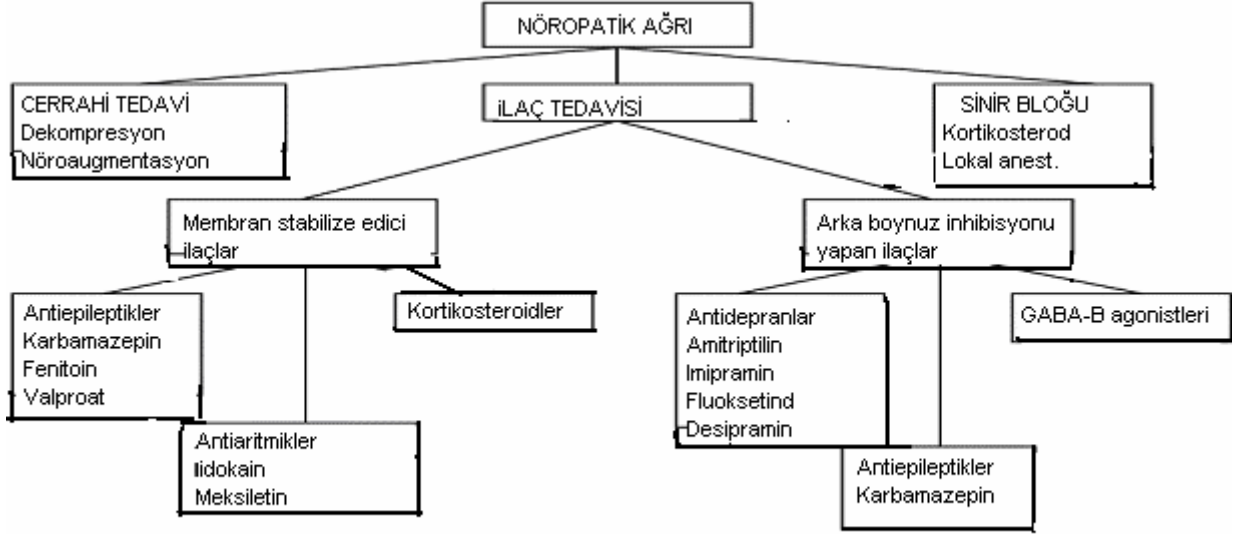 NÖROPATİK AĞRI
CERRAHİ TEDAVİ
Dekompresyon
Nöroaugmentasyon
iLAÇ TEDAVİSİ
SİNİR BLOĞU
Kortikosterod
Lokal anest.
Membran stabilize edici
ilaçlar
Arka boynuz inhibisyonu
yapan ilaçlar
Antiepileptikler
Karbamazepin
Fenitoin
Valproat
Antiaritmikler
lidokain
Meksiletin
Kortikosteroidler
Antidepranlar
Amitriptilin
Imipramin
Fluoksetind
Desipramin
Antiepileptikler
Karbamazepin
GABA-B agonistleri